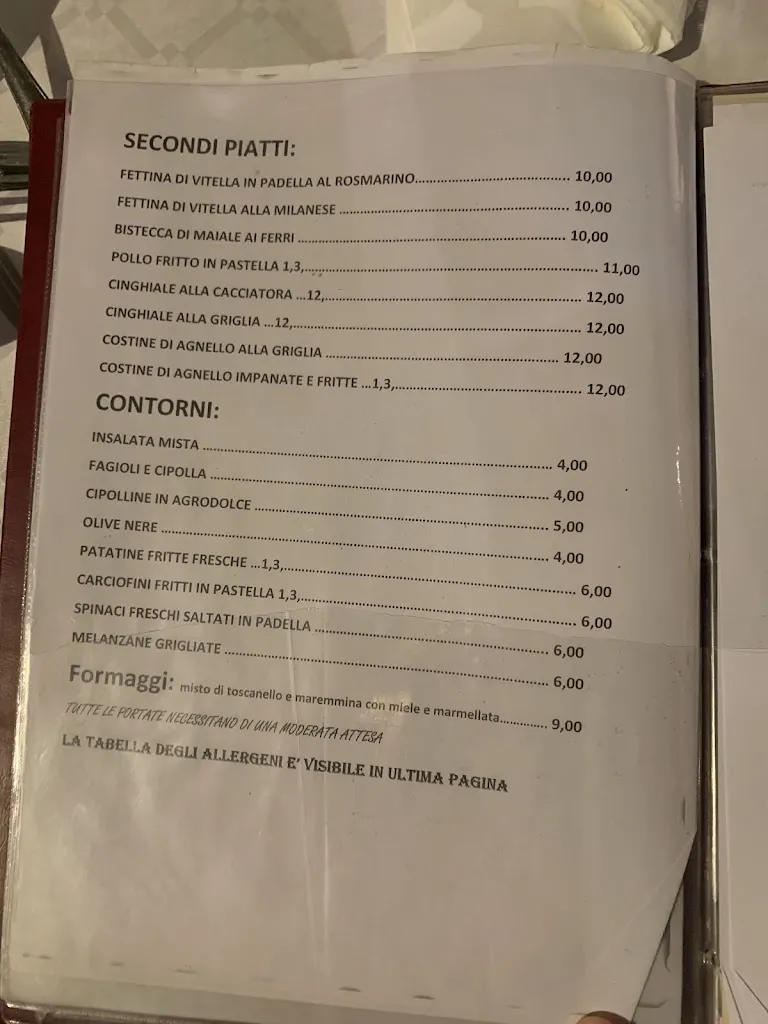 SECONDI PIATTI:
FETTINA DI VITELLA IN PADELLA AL ROSMARINO.......................................... 10,00
FETTINA DI VITELLA ALLA MILANESE ............................................................ 10,00
BISTECCA DI MAIALE AI FERRI ...................................................................... 10,00
POLLO FRITTO IN PASTELLA 1,3,........................................................................ 11,00
CINGHIALE ALLA CACCIATORA ...12,................................................................. 12,00
CINGHIALE ALLA GRIGLIA ...12,......................................................................... 12,00
COSTINE DI AGNELLO ALLA GRIGLIA ............................................................ 12,00
COSTINE DI AGNELLO IMPANATE E FRITTE ...1,3,................................................ 12,00
CONTORNI:
INSALATA MISTA ............................................................................................ 4,00
FAGIOLI E CIPOLLA .......................................................................................... 4,00
CIPOLLINE IN AGRODOLCE .............................................................................. 5,00
OLIVE NERE ...................................................................................................... 4,00
PATATINE FRITTE FRESCHE ...1,3,........................................................................ 6,00
CARCIOFINI FRITTI IN PASTELLA 1,3,................................................................... 6,00
SPINACI FRESCHI SALTATI IN PADELLA ............................................................ 6,00
MELANZANE GRIGLIATE .................................................................................. 6,00
Formaggi: misto di toscanello e maremmina con miele e marmellata............ 9,00
TUTTE LE PORTATE NECESSITANO DI UNA MODERATA ATTESA
LA TABELLA DEGLI ALLERGENI E' VISIBILE IN ULTIMA PAGINA